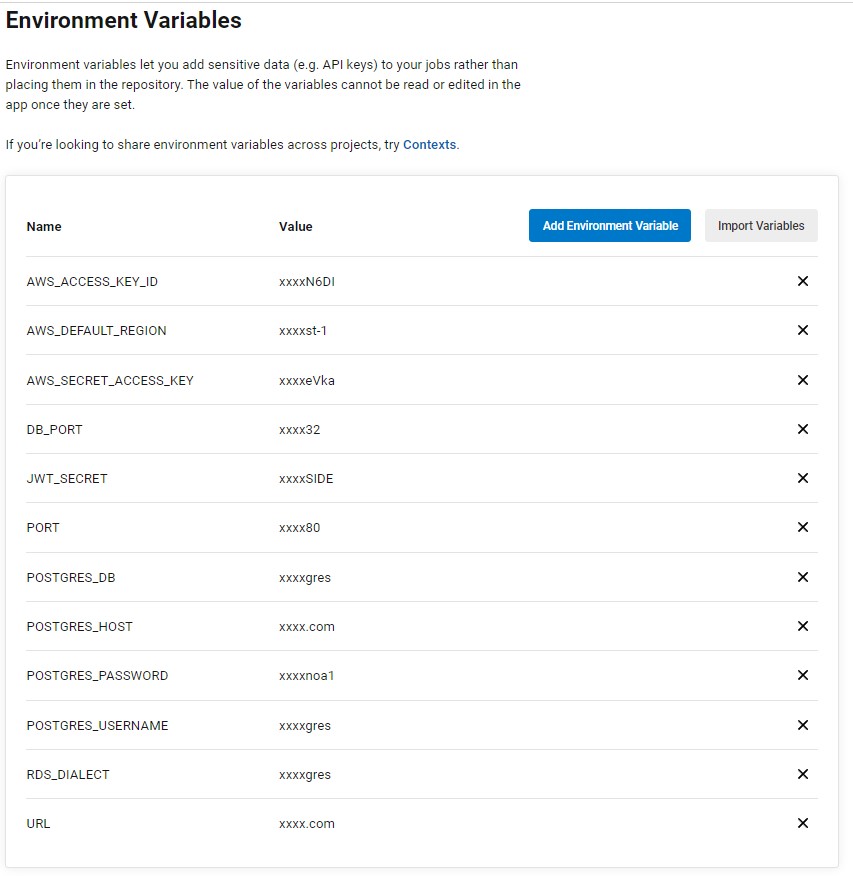 Environment Variables
Environment variables let you add sensitive data (e.g. API keys) to your jobs rather than
placing them in the repository. The value of the variables cannot be read or edited in the
app once they are set.
If you’re looking to share environment variables across projects, try Contexts.
Name Value Add Environment Variable Import Variables
AWS_ACCESS_KEY_ID xxxxN6DI
AWS_DEFAULT_REGION xxxxst-1
AWS_SECRET_ACCESS_KEY xxxxeVka
DB_PORT xxxx32
JWT_SECRET xxxxSIDE
PORT xxxx80
POSTGRES_DB xxxxgres
POSTGRES_HOST xxxx.com
POSTGRES_PASSWORD xxxxnoa1
POSTGRES_USERNAME xxxxgres
RDS_DIALECT xxxxgres
URL xxxx.com